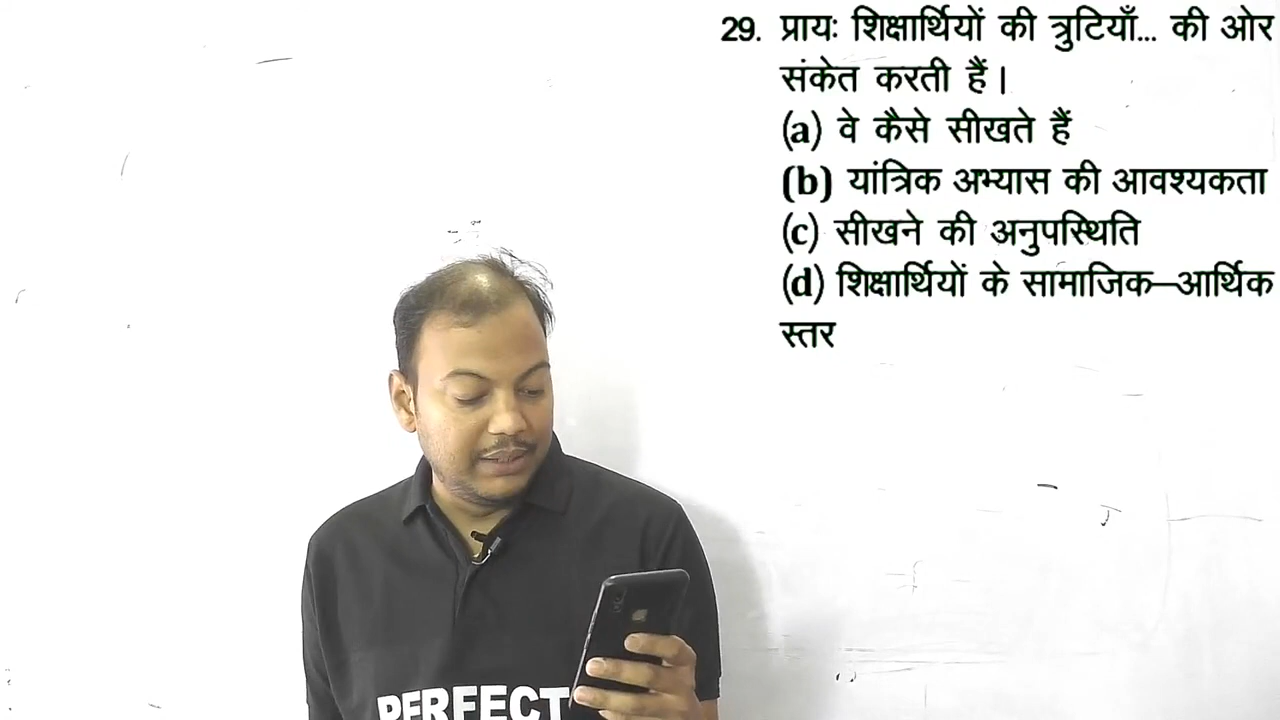 29. प्रायः शिक्षार्थियों की त्रुटियाँ... की ओर
संकेत करती हैं।
(a) वे कैसे सीखते हैं
(b) यांत्रिक अभ्यास की आवश्यकता
(c) सीखने की अनुपस्थिति
(d) शिक्षार्थियों के सामाजिक–आर्थिक
स्तर
PERFECT